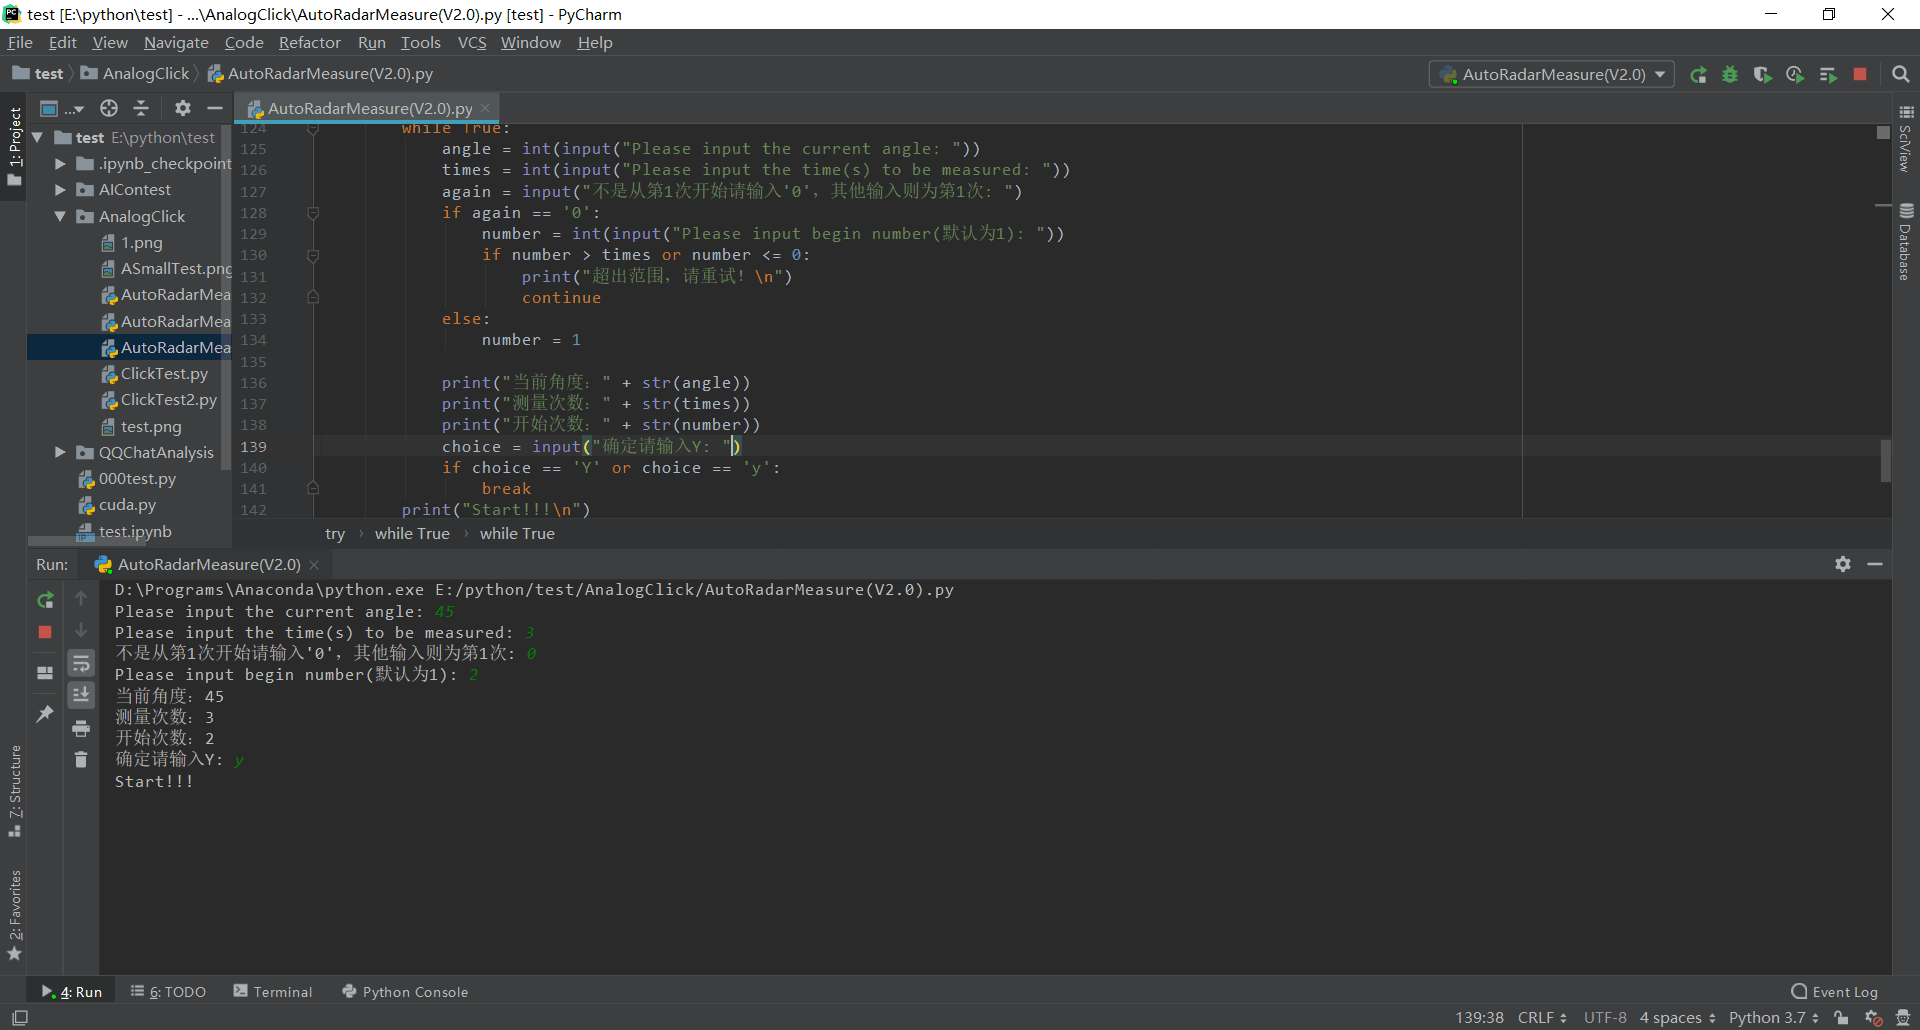 test [E:\python\test] - ...\AnalogClick\AutoRadarMeasure(V2.0).py [test] - PyCharm
File Edit View Navigate Code Refactor Run Tools VCS Window Help
test AnalogClick AutoRadarMeasure(V2.0).py
AutoRadarMeasure(V2.0)
1: Project
...
AutoRadarMeasure(V2.0).py
test E:\python\test
.ipynb_checkpoint
AIContest
AnalogClick
1.png
ASmallTest.png
AutoRadarMea
AutoRadarMea
AutoRadarMea
ClickTest.py
ClickTest2.py
test.png
QQChatAnalysis
000test.py
cuda.py
test.ipynb
124 while True:
125 angle = int(input("Please input the current angle: "))
126 times = int(input("Please input the time(s) to be measured: "))
127 again = input("不是从第1次开始请输入'0'，其他输入则为第1次: ")
128 if again == '0':
129 number = int(input("Please input begin number(默认为1): "))
130 if number > times or number <= 0:
131 print("超出范围，请重试！\n")
132 continue
133 else:
134 number = 1
135
136 print("当前角度：" + str(angle))
137 print("测量次数：" + str(times))
138 print("开始次数：" + str(number))
139 choice = input("确定请输入Y: ")
140 if choice == 'Y' or choice == 'y':
141 break
142 print("Start!!!\n")
try › while True › while True
SciView
Database
Run: AutoRadarMeasure(V2.0)
D:\Programs\Anaconda\python.exe E:/python/test/AnalogClick/AutoRadarMeasure(V2.0).py
Please input the current angle: 45
Please input the time(s) to be measured: 3
不是从第1次开始请输入'0'，其他输入则为第1次: 0
Please input begin number(默认为1): 2
当前角度：45
测量次数：3
开始次数：2
确定请输入Y: y
Start!!!
7: Structure
2: Favorites
4: Run 6: TODO Terminal Python Console Event Log
139:38 CRLF UTF-8 4 spaces Python 3.7